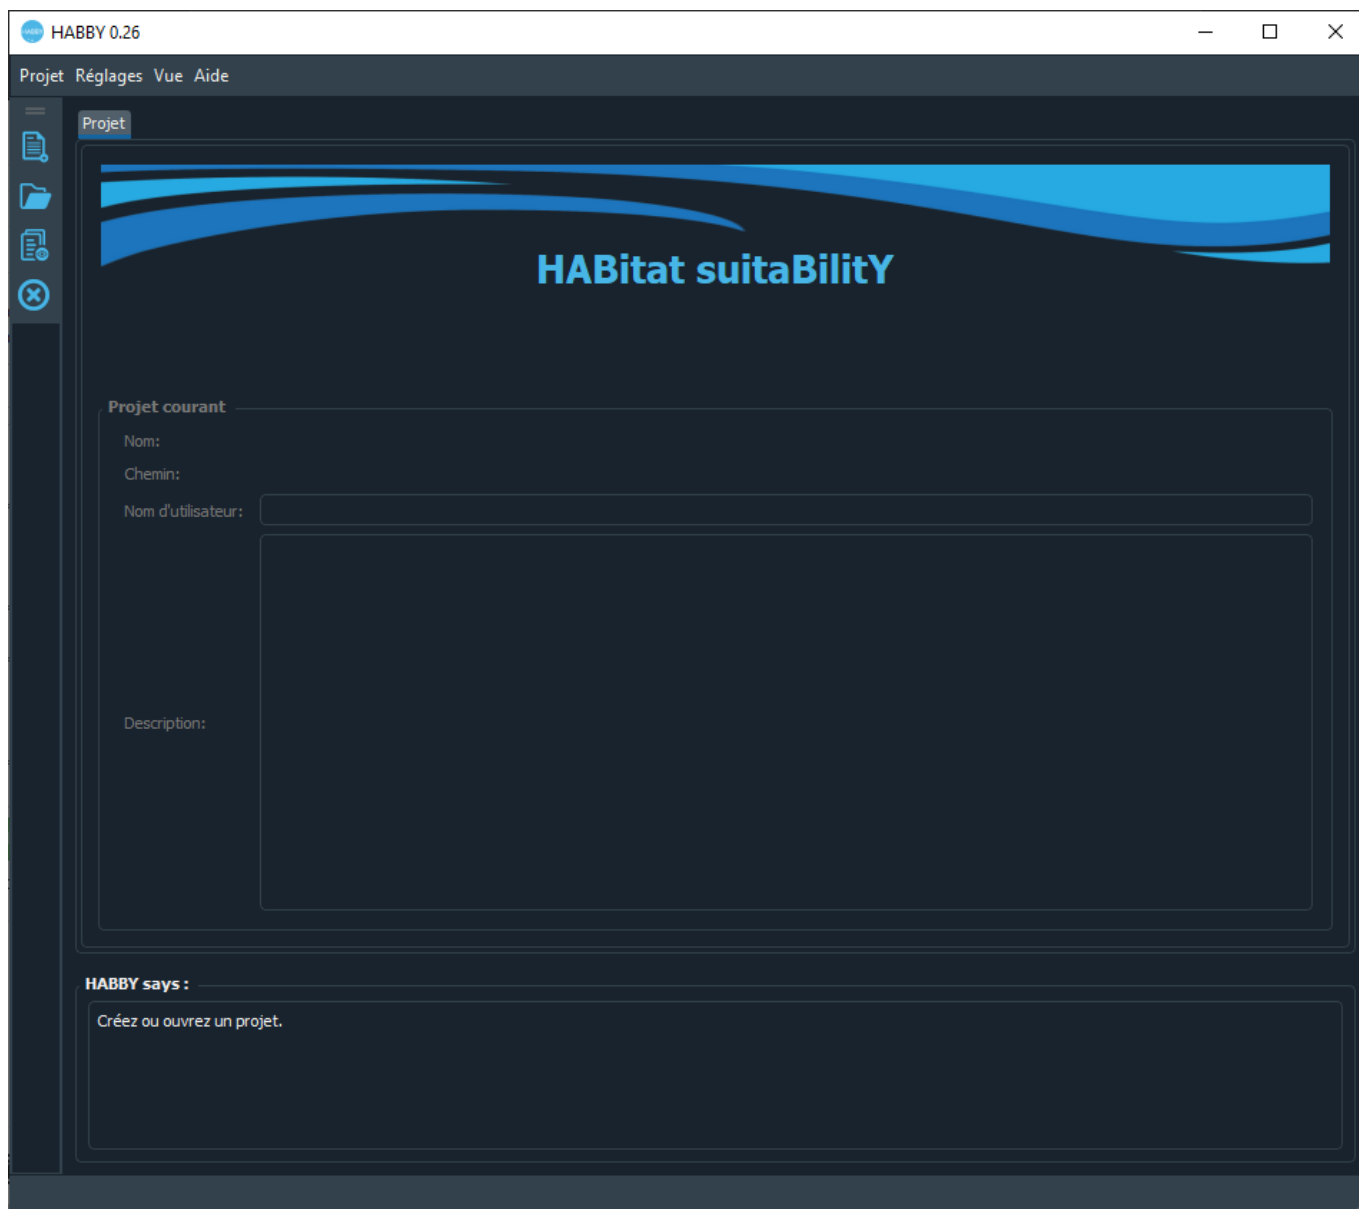 HABBY 0.26
Projet Réglages Vue Aide
Projet
HABitat suitaBilitY
Projet courant
Nom:
Chemin:
Nom d'utilisateur:
Description:
HABBY says :
Créez ou ouvrez un projet.